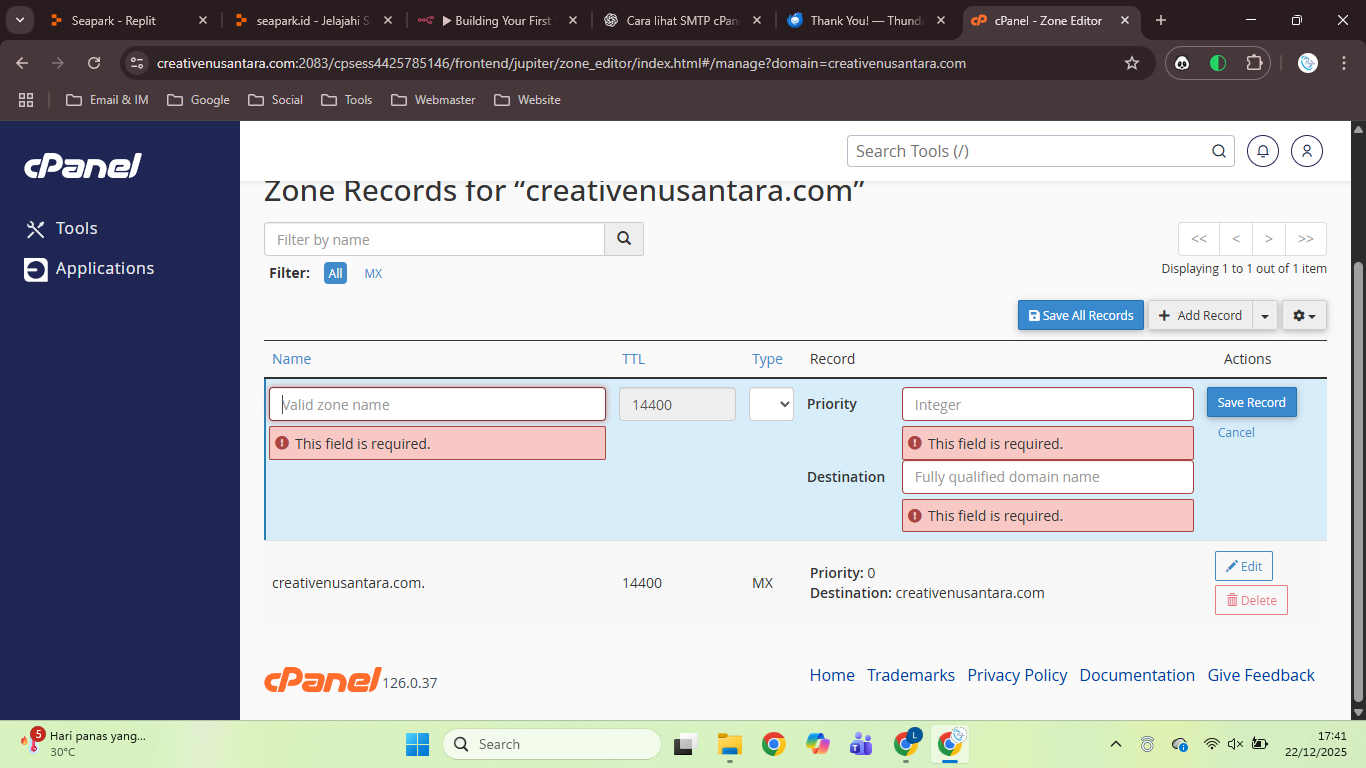 Seapark - Replit
seapark.id - Jelajahi S
▶ Building Your First
Cara lihat SMTP cPan
Thank You! — Thund
cPanel - Zone Editor
creativenusantara.com:2083/cpsess4425785146/frontend/jupiter/zone_editor/index.html#/manage?domain=creativenusantara.com
Email & IM
Google
Social
Tools
Webmaster
Website
cPanel
Search Tools (/)
Tools
Applications
Zone Records for “creativenusantara.com”
Filter by name
<< < > >>
Displaying 1 to 1 out of 1 item
Filter: All MX
Save All Records
Add Record
Name TTL Type Record Actions
Valid zone name
14400
Priority
Integer
Save Record
This field is required.
This field is required.
Cancel
Destination
Fully qualified domain name
This field is required.
creativenusantara.com.
14400
MX
Priority: 0
Destination: creativenusantara.com
Edit
Delete
cPanel 126.0.37
Home Trademarks Privacy Policy Documentation Give Feedback
5
Hari panas yang...
30°C
Search
L
17:41
22/12/2025